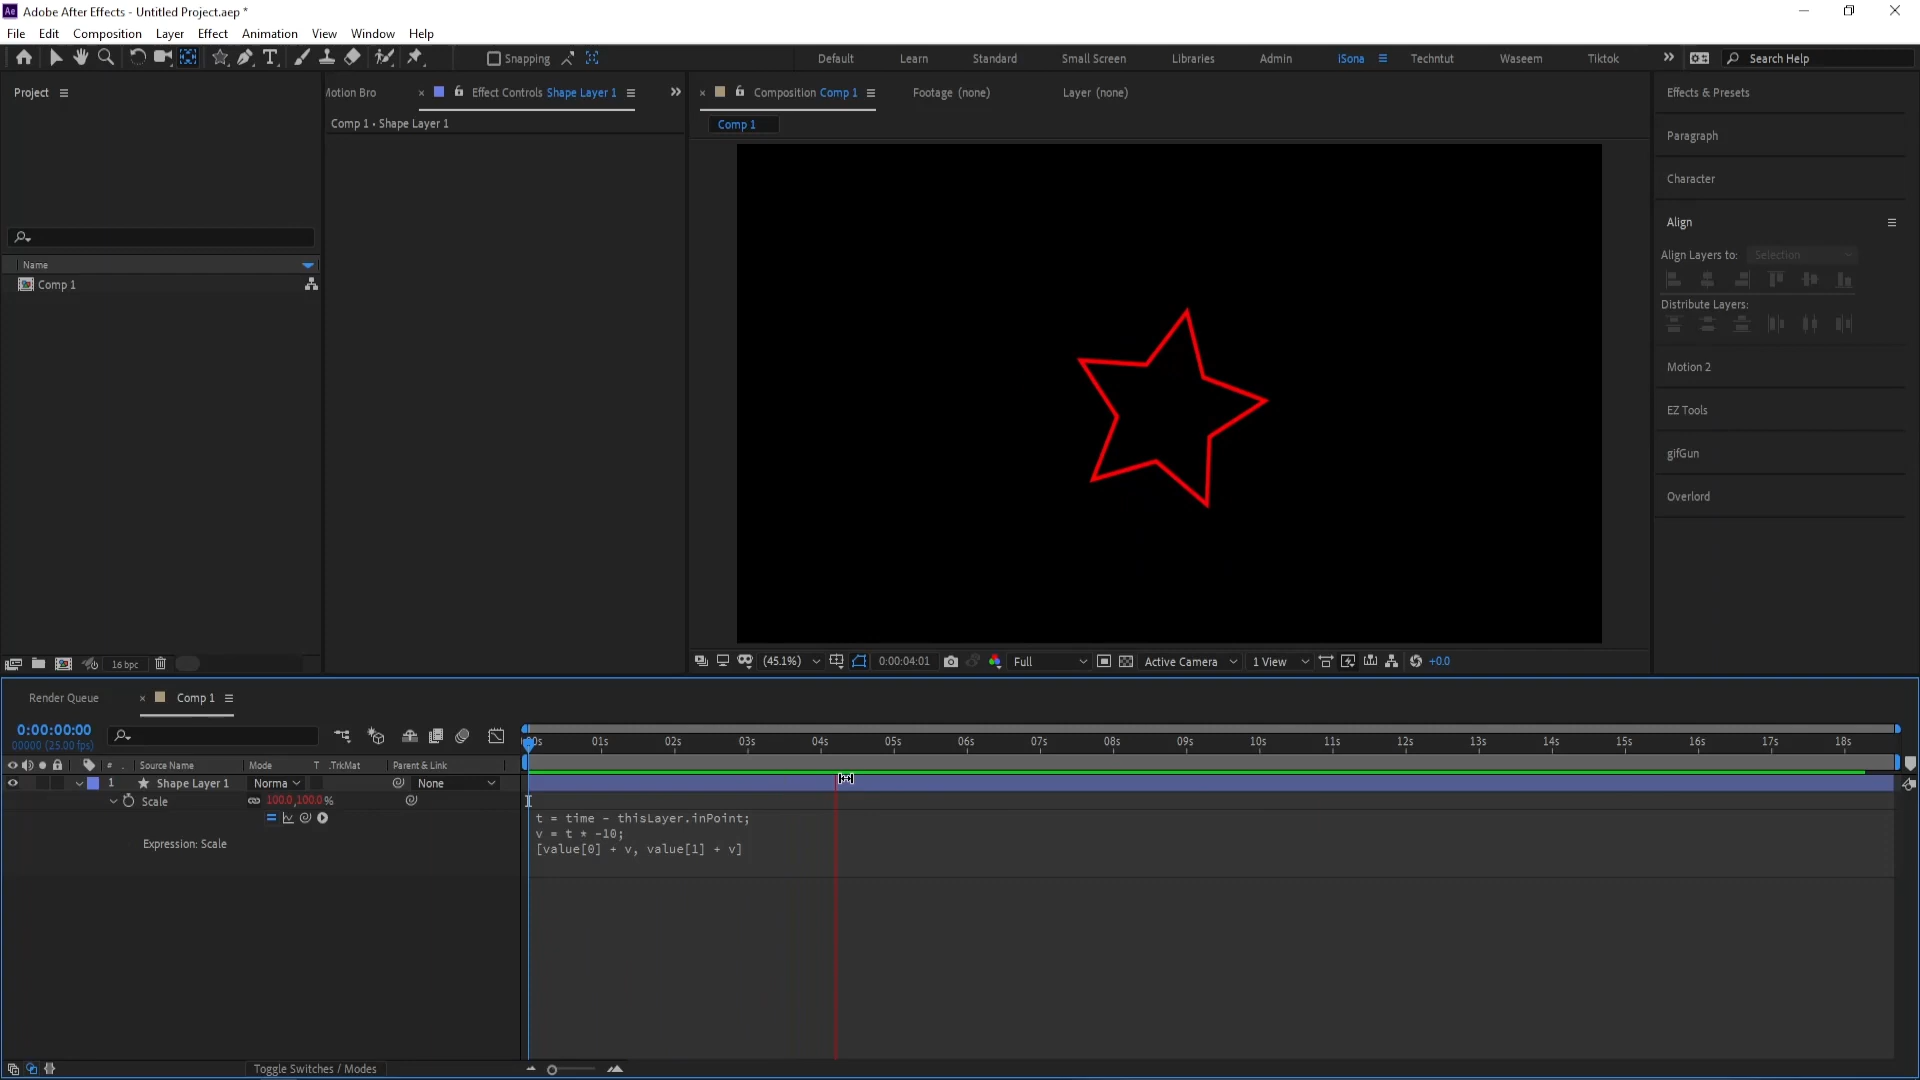 Ae Adobe After Effects - Untitled Project.aep *
File Edit Composition Layer Effect Animation View Window Help
Snapping Default Learn Standard Small Screen Libraries Admin iSona Techntut Waseem Tiktok Search Help
Project
Motion Bro Effect Controls Shape Layer 1
Composition Comp 1 Footage (none) Layer (none)
Effects & Presets
Comp 1 • Shape Layer 1
Comp 1
Paragraph
Character
Align
Align Layers to: Selection
Distribute Layers:
Name
Comp 1
Motion 2
EZ Tools
gifGun
Overlord
16 bpc
(45.1%) 0:00:04:01 Full Active Camera 1 View +0.0
Render Queue Comp 1
0:00:00:00
00000 (25.00 fps)
:00s 01s 02s 03s 04s 05s 06s 07s 08s 09s 10s 11s 12s 13s 14s 15s 16s 17s 18s
# . Source Name Mode T .TrkMat Parent & Link
1 Shape Layer 1 Norma None
Scale 100.0,100.0%
t = time - thisLayer.inPoint;
v = t * -10;
Expression: Scale
[value[0] + v, value[1] + v]
Toggle Switches / Modes